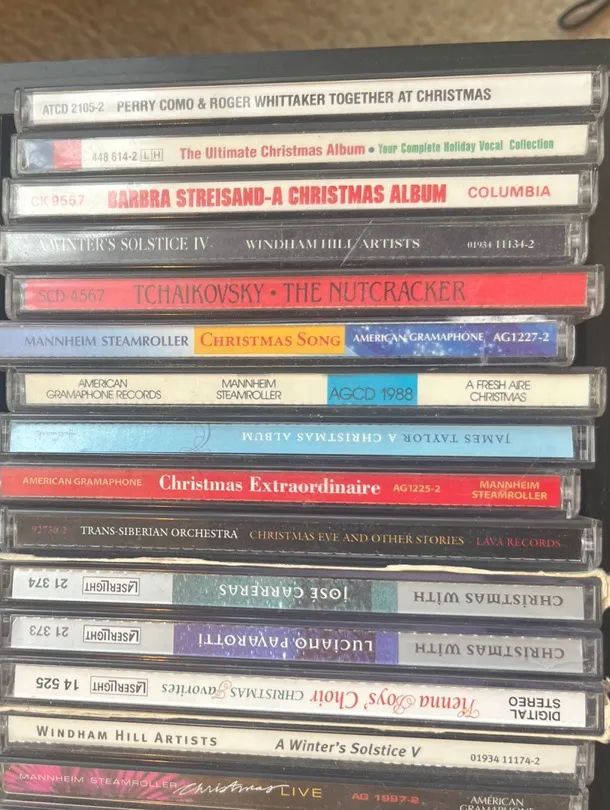 ATCD 2105-2 PERRY COMO & ROGER WHITTAKER TOGETHER AT CHRISTMAS
448 614-2 LH The Ultimate Christmas Album • Your Complete Holiday Vocal Collection
CK 9557 BARBRA STREISAND-A CHRISTMAS ALBUM COLUMBIA
A WINTER'S SOLSTICE IV WINDHAM HILL ARTISTS 01934 11134-2
SCD-4567 TCHAIKOVSKY • THE NUTCRACKER
MANNHEIM STEAMROLLER CHRISTMAS SONG AMERICAN GRAMAPHONE AG1227-2
AMERICAN GRAMAPHONE RECORDS MANNHEIM STEAMROLLER AGCD 1988 A FRESH AIRE CHRISTMAS
JAMES TAYLOR A CHRISTMAS ALBUM
AMERICAN GRAMAPHONE Christmas Extraordinaire AG1225-2 MANNHEIM STEAMROLLER
92736-2 TRANS-SIBERIAN ORCHESTRA CHRISTMAS EVE AND OTHER STORIES LAVA RECORDS
CHRISTMAS WITH JOSÉ CARRERAS LASERLIGHT 21 374
CHRISTMAS WITH LUCIANO PAVAROTTI LASERLIGHT 21 373
DIGITAL STEREO Vienna Boys' Choir CHRISTMAS Favorites LASERLIGHT 14 525
WINDHAM HILL ARTISTS A Winter's Solstice V 01934 11174-2
MANNHEIM STEAMROLLER Christmas LIVE AG 1997-2 AMERICAN